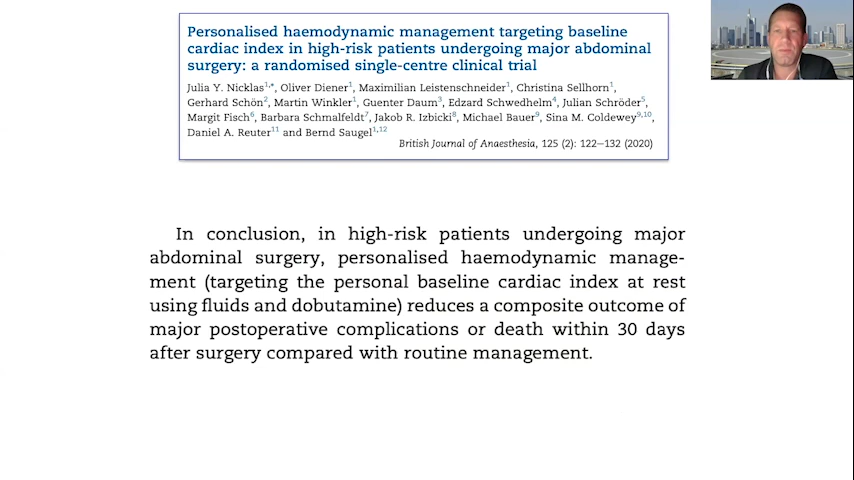 Personalised haemodynamic management targeting baseline
cardiac index in high-risk patients undergoing major abdominal
surgery: a randomised single-centre clinical trial
Julia Y. Nicklas1,*, Oliver Diener1, Maximilian Leistenschneider1, Christina Sellhorn1,
Gerhard Schön2, Martin Winkler1, Guenter Daum3, Edzard Schwedhelm4, Julian Schröder5,
Margit Fisch6, Barbara Schmalfeldt7, Jakob R. Izbicki8, Michael Bauer9, Sina M. Coldewey9,10,
Daniel A. Reuter11 and Bernd Saugel1,12
British Journal of Anaesthesia, 125 (2): 122–132 (2020)
In conclusion, in high-risk patients undergoing major
abdominal surgery, personalised haemodynamic manage-
ment (targeting the personal baseline cardiac index at rest
using fluids and dobutamine) reduces a composite outcome of
major postoperative complications or death within 30 days
after surgery compared with routine management.